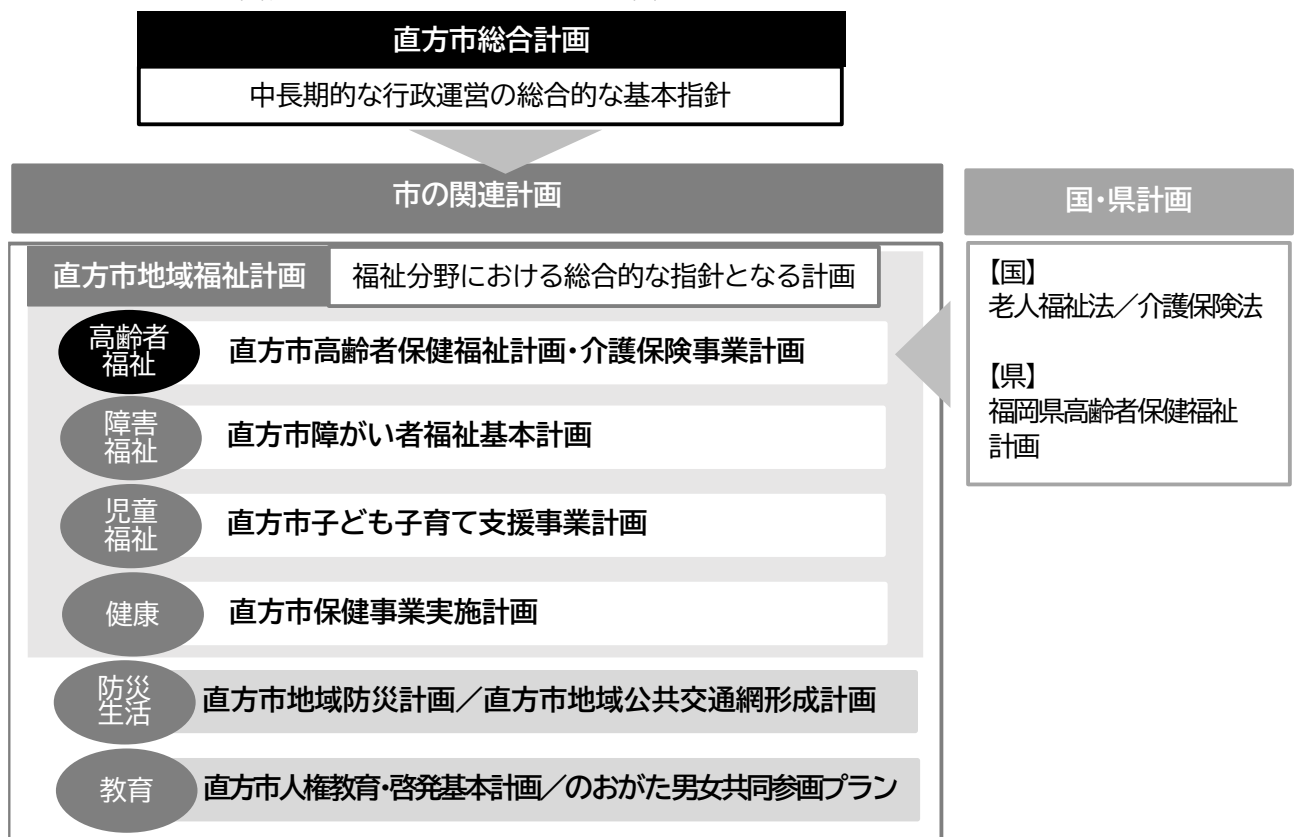 直方市総合計画
中長期的な行政運営の総合的な基本指針
市の関連計画
直方市地域福祉計画
福祉分野における総合的な指針となる計画
高齢者
福祉
直方市高齢者保健福祉計画・介護保険事業計画
障害
福祉
直方市障がい者福祉基本計画
児童
福祉
直方市子ども子育て支援事業計画
健康
直方市保健事業実施計画
防災
生活
直方市地域防災計画／直方市地域公共交通網形成計画
教育
直方市人権教育・啓発基本計画／のおがた男女共同参画プラン
国・県計画
【国】
老人福祉法／介護保険法
【県】
福岡県高齢者保健福祉
計画